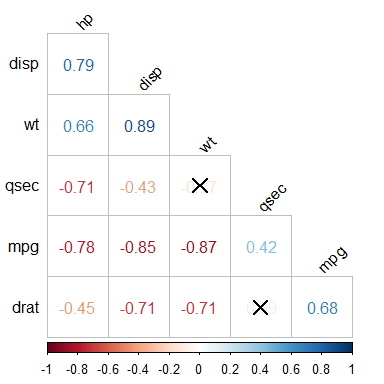 hp
disp 0.79 disp
wt 0.66 0.89 wt
qsec -0.71 -0.43 qsec
mpg -0.78 -0.85 -0.87 0.42 mpg
drat -0.45 -0.71 -0.71 0.68
-1 -0.8 -0.6 -0.4 -0.2 0 0.2 0.4 0.6 0.8 1